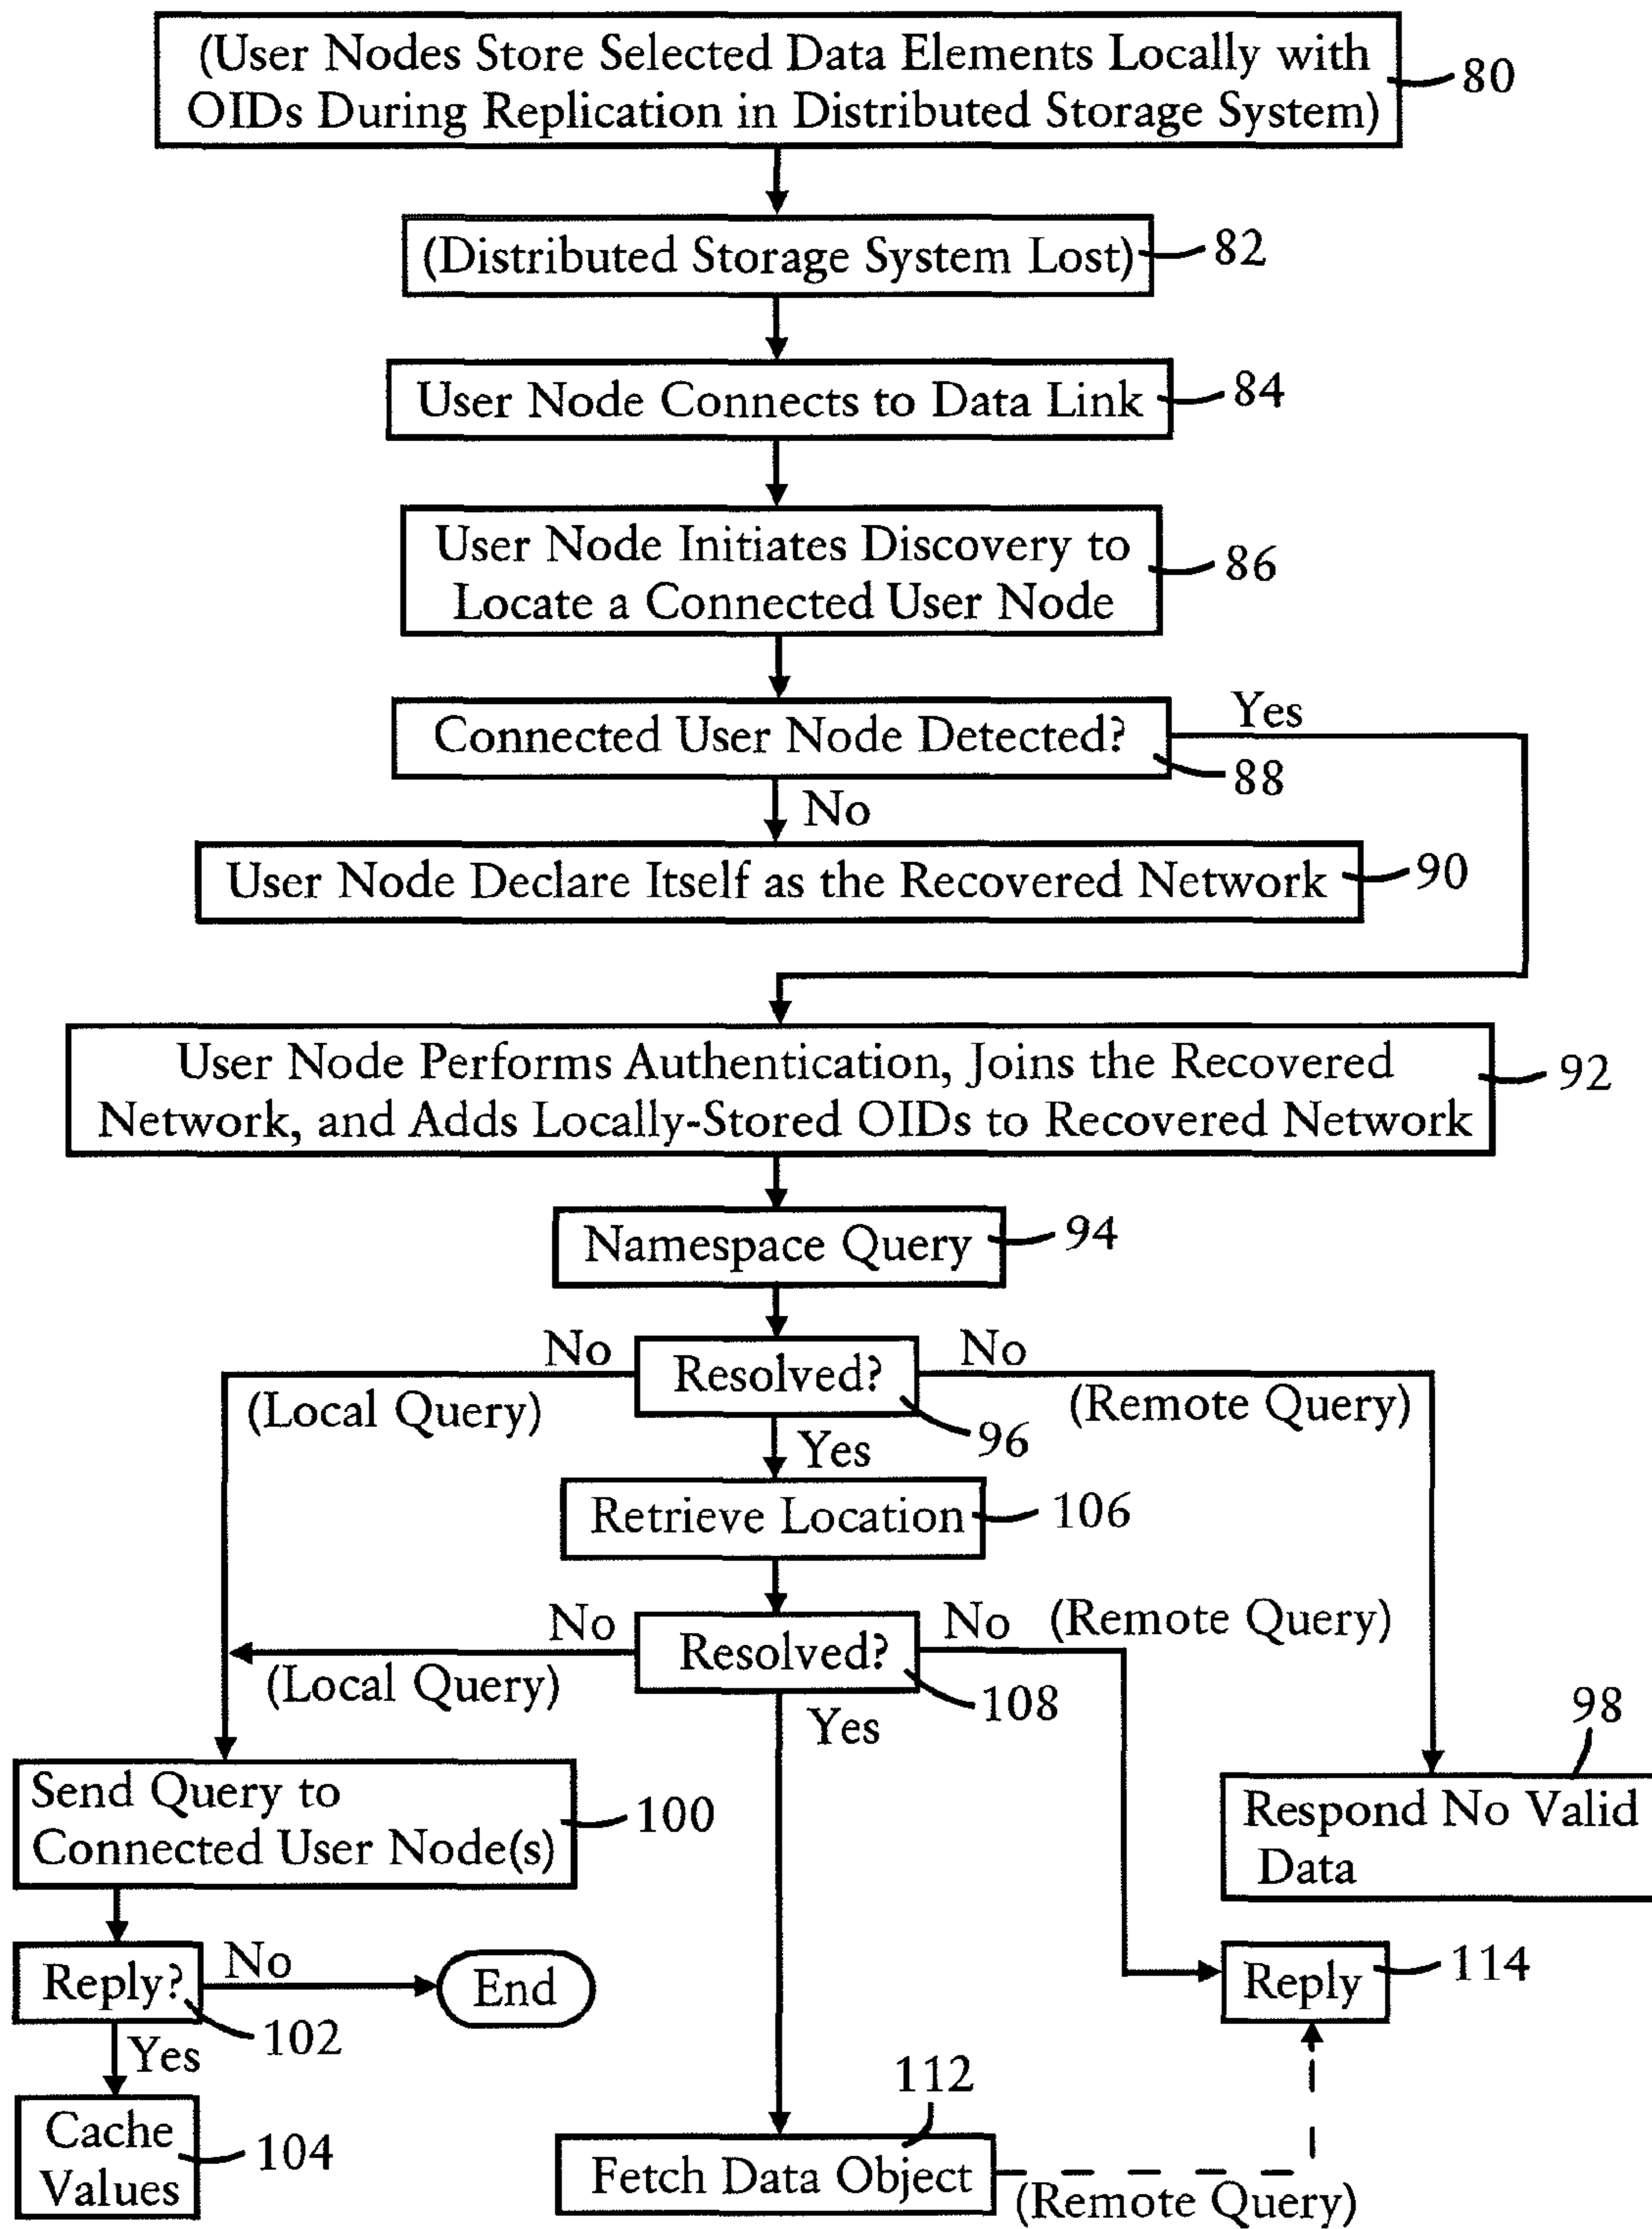 (User Nodes Store Selected Data Elements Locally with
OIDs During Replication in Distributed Storage System)
80
(Distributed Storage System Lost)
82
User Node Connects to Data Link
84
User Node Initiates Discovery to
Locate a Connected User Node
86
Connected User Node Detected?
Yes
88
No
User Node Declare Itself as the Recovered Network
90
User Node Performs Authentication, Joins the Recovered
Network, and Adds Locally-Stored OIDs to Recovered Network
92
Namespace Query
94
No
Resolved?
No
(Local Query)
(Remote Query)
96
Yes
Retrieve Location
106
No
Resolved?
No
(Remote Query)
(Local Query)
108
Yes
98
Send Query to
Connected User Node(s)
100
Respond No Valid
Data
Reply?
No
End
Reply
114
102
Yes
Cache
Values
104
112
Fetch Data Object
(Remote Query)